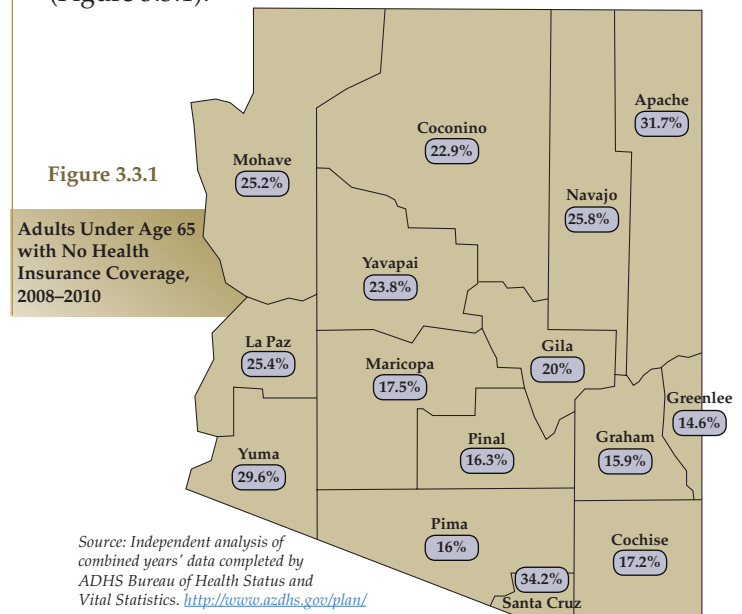 (Figure 3.3.1).
Figure 3.3.1
Adults Under Age 65
with No Health
Insurance Coverage,
2008–2010
Mohave
25.2%
Coconino
22.9%
Apache
31.7%
Navajo
25.8%
Yavapai
23.8%
La Paz
25.4%
Maricopa
17.5%
Gila
20%
Greenlee
14.6%
Yuma
29.6%
Pinal
16.3%
Graham
15.9%
Pima
16%
Cochise
17.2%
34.2%
Santa Cruz
Source: Independent analysis of
combined years' data completed by
ADHS Bureau of Health Status and
Vital Statistics. http://www.azdhs.gov/plan/